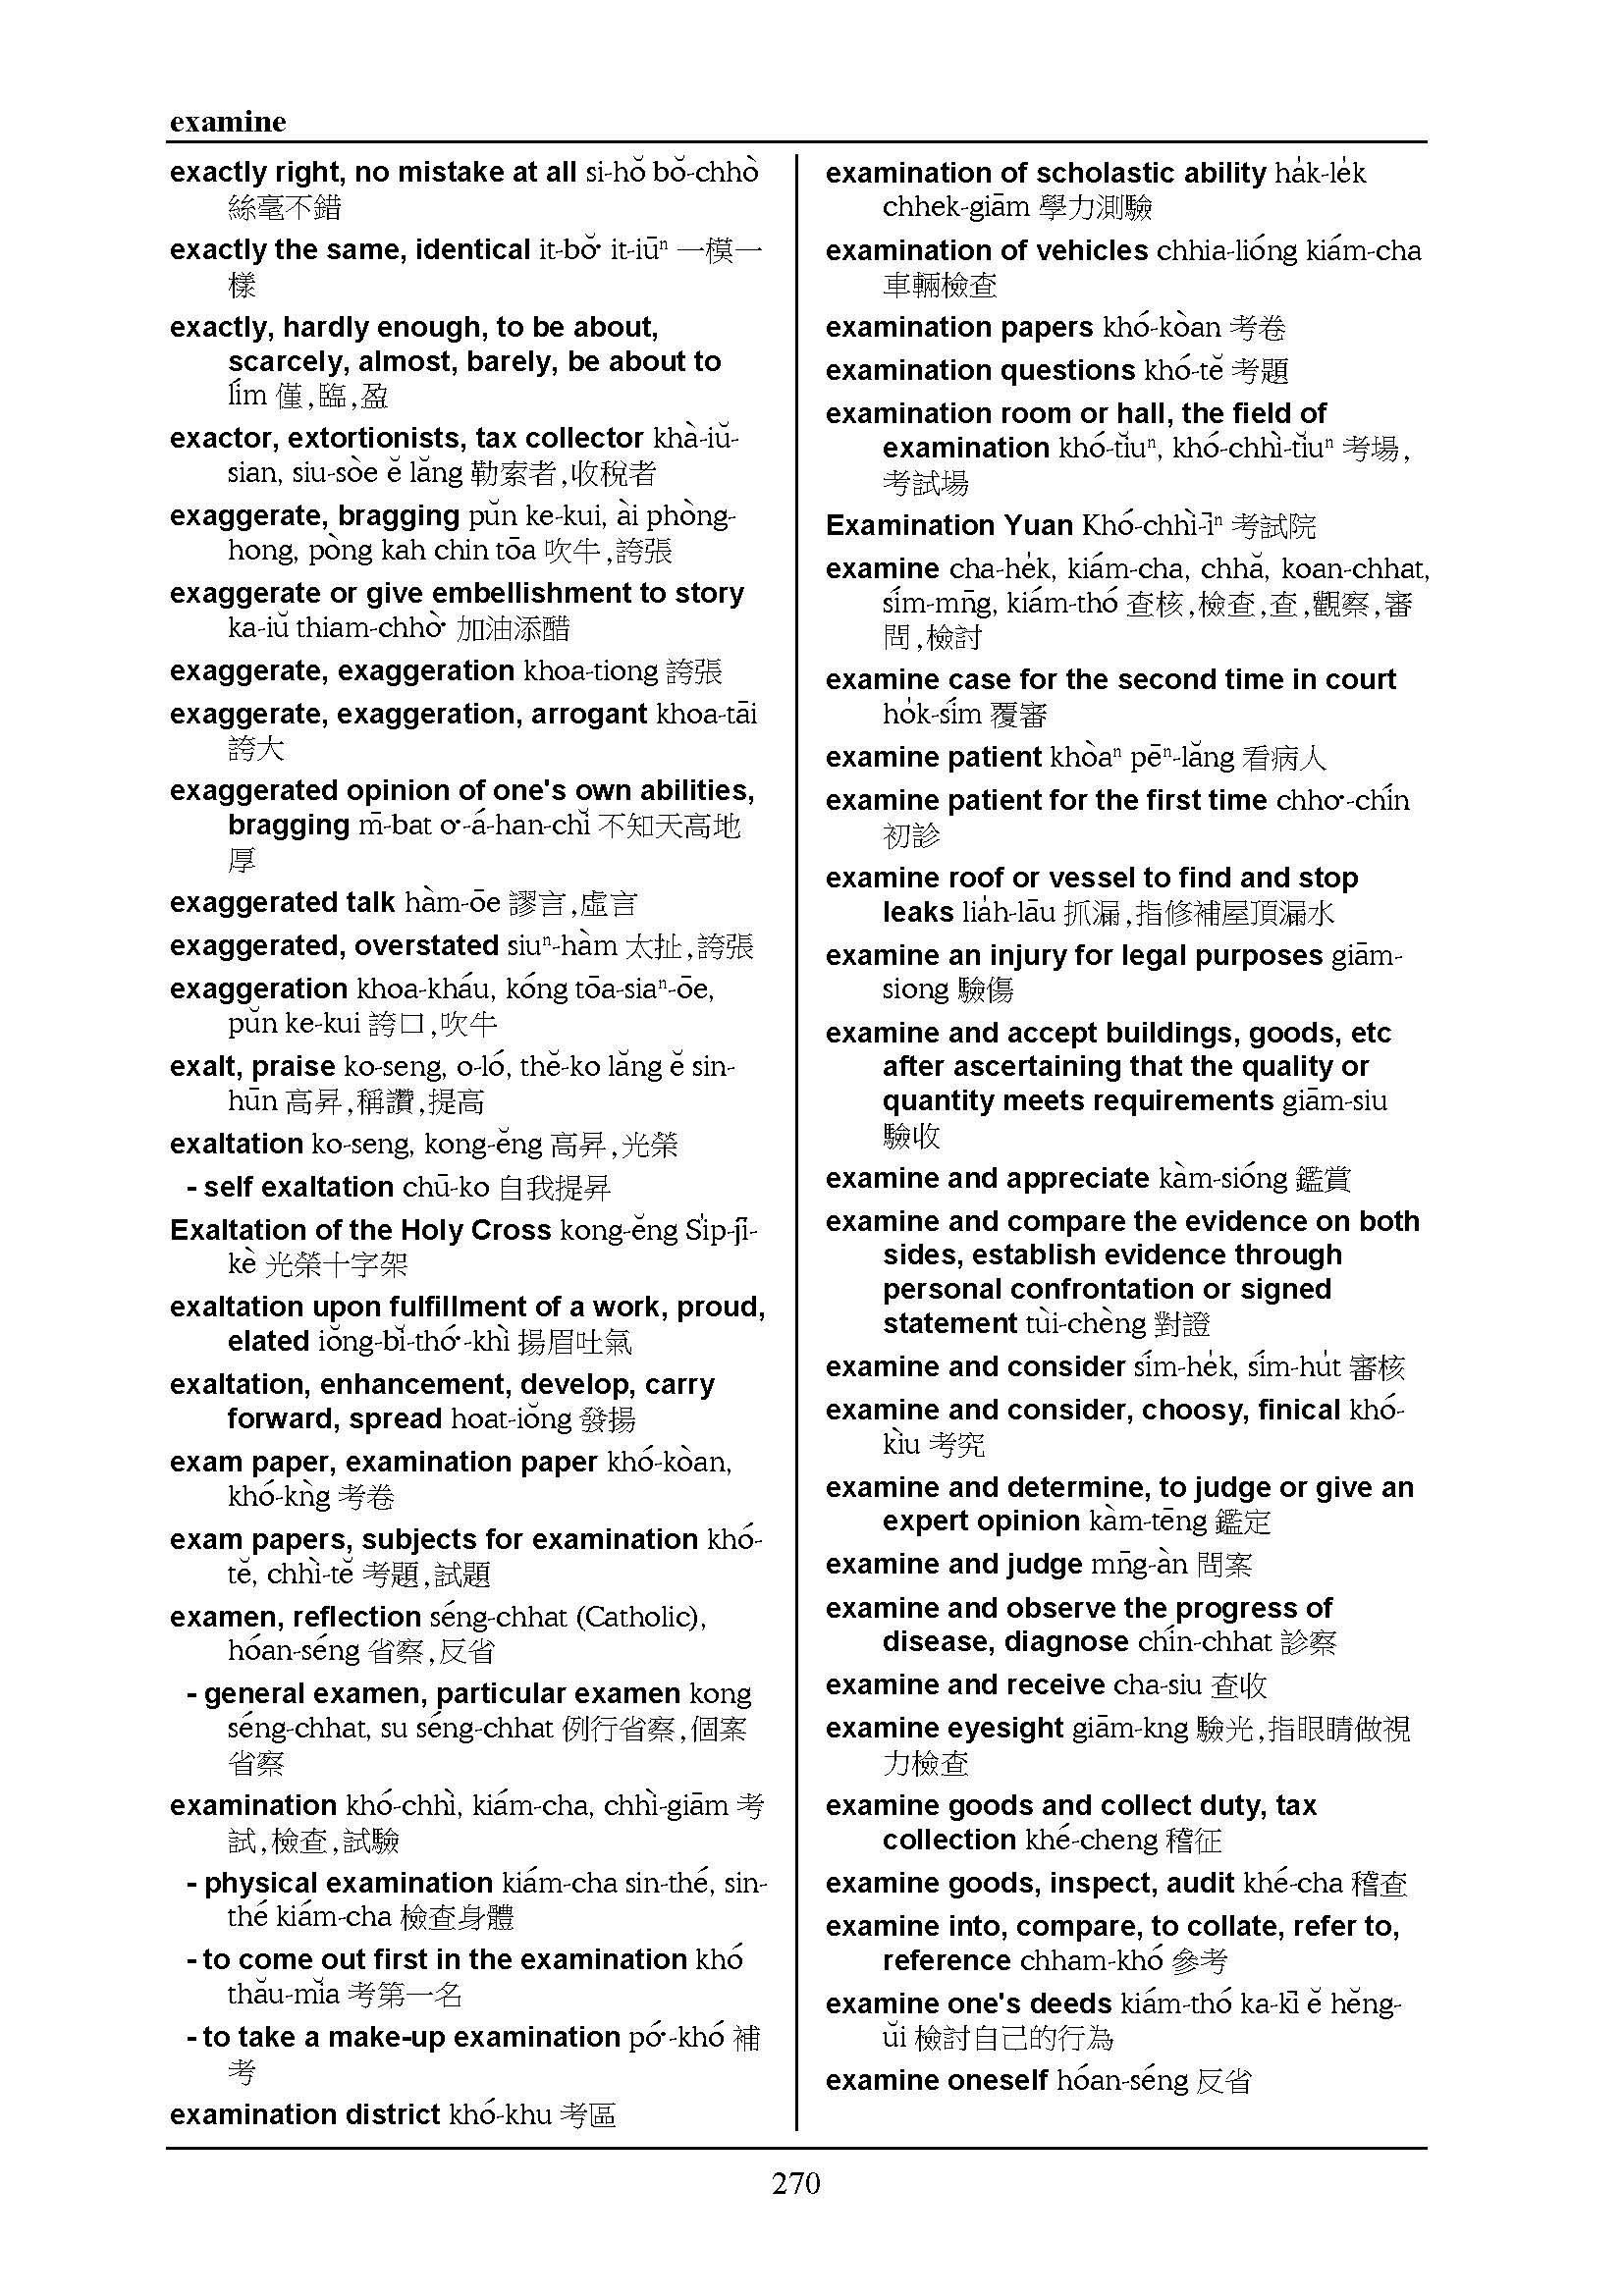 examine
exactly right, no mistake at all si-hŏ bŏ-chhò
絲毫不錯
exactly the same, identical it-bŏ͘ it-iūⁿ 一模一
樣
exactly, hardly enough, to be about,
scarcely, almost, barely, be about to
lím 僅,臨,盈
exactor, extortionists, tax collector khà-iŭ-
sian, siu-sòe ĕ lăng 勒索者,收稅者
exaggerate, bragging pŭn ke-kui, ài phòng-
hong, pòng kah chin tōa 吹牛,誇張
exaggerate or give embellishment to story
ka-iŭ thiam-chhò͘ 加油添醋
exaggerate, exaggeration khoa-tiong 誇張
exaggerate, exaggeration, arrogant khoa-tāi
誇大
exaggerated opinion of one's own abilities,
bragging m̄-bat o͘-á-han-chĭ 不知天高地
厚
exaggerated talk hàm-ōe 謬言,虛言
exaggerated, overstated siuⁿ-hàm 太扯,誇張
exaggeration khoa-kháu, kóng tōa-siaⁿ-ōe,
pŭn ke-kui 誇口,吹牛
exalt, praise ko-seng, o-ló, thĕ-ko lăng ĕ sin-
hūn 高昇,稱讚,提高
exaltation ko-seng, kong-ĕng 高昇,光榮
- self exaltation chū-ko 自我提昇
Exaltation of the Holy Cross kong-ĕng Si̍p-jī-
kè 光榮十字架
exaltation upon fulfillment of a work, proud,
elated iŏng-bĭ-thó͘-khì 揚眉吐氣
exaltation, enhancement, develop, carry
forward, spread hoat-iŏng 發揚
exam paper, examination paper khó-kòan,
khó-kǹg 考卷
exam papers, subjects for examination khó-
tĕ, chhì-tĕ 考題,試題
examen, reflection séng-chhat (Catholic),
hóan-séng 省察,反省
- general examen, particular examen kong
séng-chhat, su séng-chhat 例行省察,個案
省察
examination khó-chhì, kiám-cha, chhì-giām 考
試,檢查,試驗
- physical examination kiám-cha sin-thé, sin-
thé kiám-cha 檢查身體
- to come out first in the examination khó
thău-mĭa 考第一名
- to take a make-up examination pó͘-khó 補
考
examination district khó-khu 考區
examination of scholastic ability ha̍k-le̍k
chhek-giām 學力測驗
examination of vehicles chhia-lióng kiám-cha
車輛檢查
examination papers khó-kòan 考卷
examination questions khó-tĕ 考題
examination room or hall, the field of
examination khó-tĭuⁿ, khó-chhì-tĭuⁿ 考場,
考試場
Examination Yuan Khó-chhì-īⁿ 考試院
examine cha-he̍k, kiám-cha, chhă, koan-chhat,
sím-mn̄g, kiám-thó 查核,檢查,查,觀察,審
問,檢討
examine case for the second time in court
ho̍k-sím 覆審
examine patient khòaⁿ pēⁿ-lăng 看病人
examine patient for the first time chho͘-chín
初診
examine roof or vessel to find and stop
leaks lia̍h-lāu 抓漏,指修補屋頂漏水
examine an injury for legal purposes giām-
siong 驗傷
examine and accept buildings, goods, etc
after ascertaining that the quality or
quantity meets requirements giām-siu
驗收
examine and appreciate kàm-sióng 鑑賞
examine and compare the evidence on both
sides, establish evidence through
personal confrontation or signed
statement tùi-chèng 對證
examine and consider sím-he̍k, sím-hu̍t 審核
examine and consider, choosy, finical khó-
kìu 考究
examine and determine, to judge or give an
expert opinion kàm-tēng 鑑定
examine and judge mn̄g-àn 問案
examine and observe the progress of
disease, diagnose chín-chhat 診察
examine and receive cha-siu 查收
examine eyesight giām-kng 驗光,指眼睛做視
力檢查
examine goods and collect duty, tax
collection khé-cheng 稽征
examine goods, inspect, audit khé-cha 稽查
examine into, compare, to collate, refer to,
reference chham-khó 參考
examine one's deeds kiám-thó ka-kī ĕ hĕng-
ŭi 檢討自己的行為
examine oneself hóan-séng 反省
270